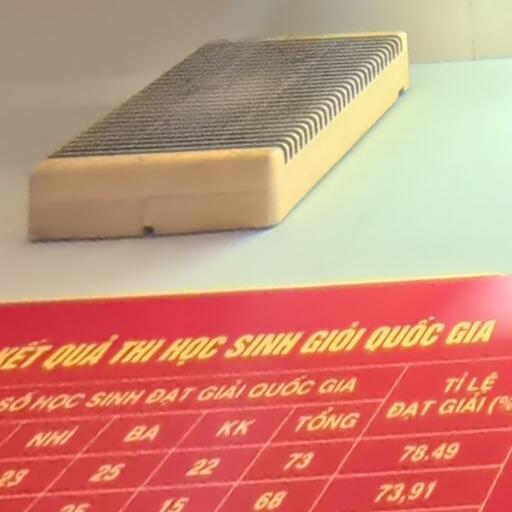 KẾT QUẢ THI HỌC SINH GIỎI QUỐC GIA
SỐ HỌC SINH ĐẠT GIẢI QUỐC GIA
TỈ LỆ
ĐẠT GIẢI (%
NHÌ BA KK TỔNG
23 25 22 73 78.49
15 68 73,91